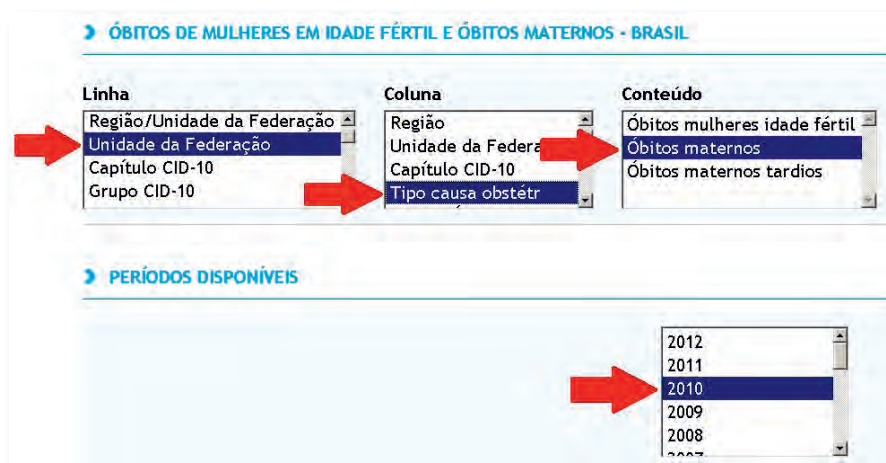 ÓBITOS DE MULHERES EM IDADE FÉRTIL E ÓBITOS MATERNOS - BRASIL
Linha
Região/Unidade da Federação
Unidade da Federação
Capítulo CID-10
Grupo CID-10
Coluna
Região
Unidade da Federa
Capítulo CID-10
Tipo causa obstétr
Conteúdo
Óbitos mulheres idade fértil
Óbitos maternos
Óbitos maternos tardios
PERÍODOS DISPONÍVEIS
2012
2011
2010
2009
2008